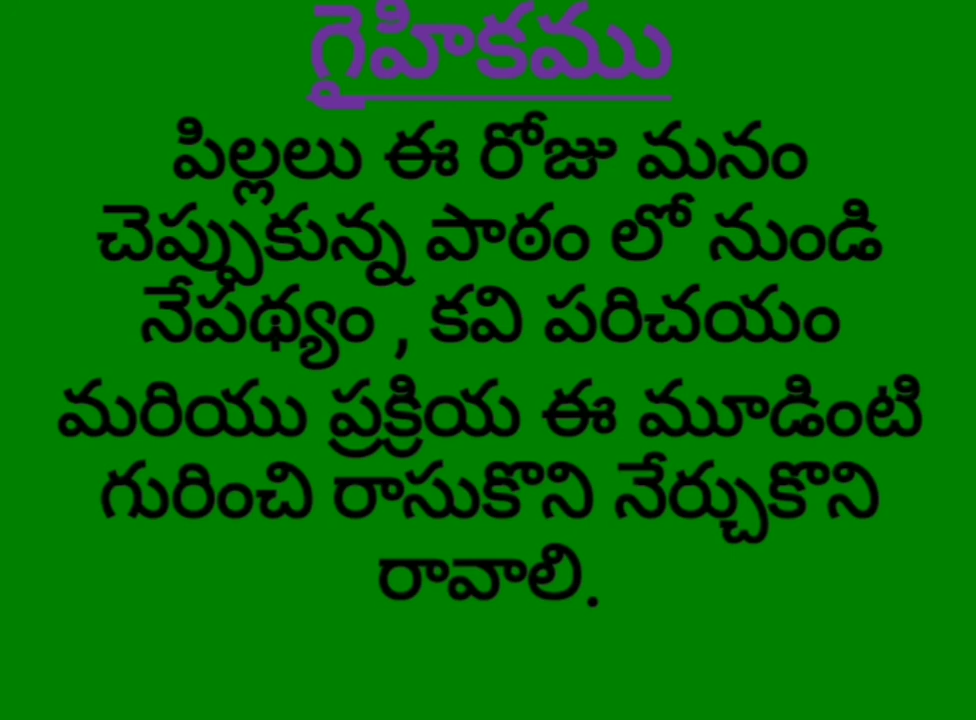 గైహికము
పిల్లలు ఈ రోజు మనం
చెప్పుకున్న పాఠం లో నుండి
నేపథ్యం , కవి పరిచయం
మరియు ప్రక్రియ ఈ మూడింటి
గురించి రాసుకొని నేర్చుకొని
రావాలి.